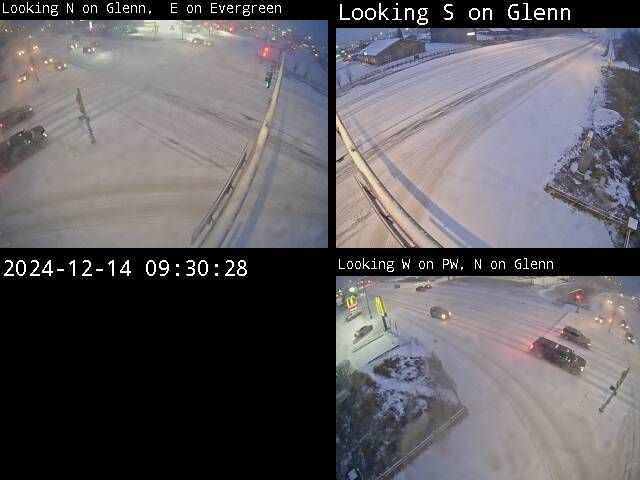 Looking N on Glenn,  E on Evergreen
Looking S on Glenn
2024-12-14 09:30:28
Looking W on PW, N on Glenn